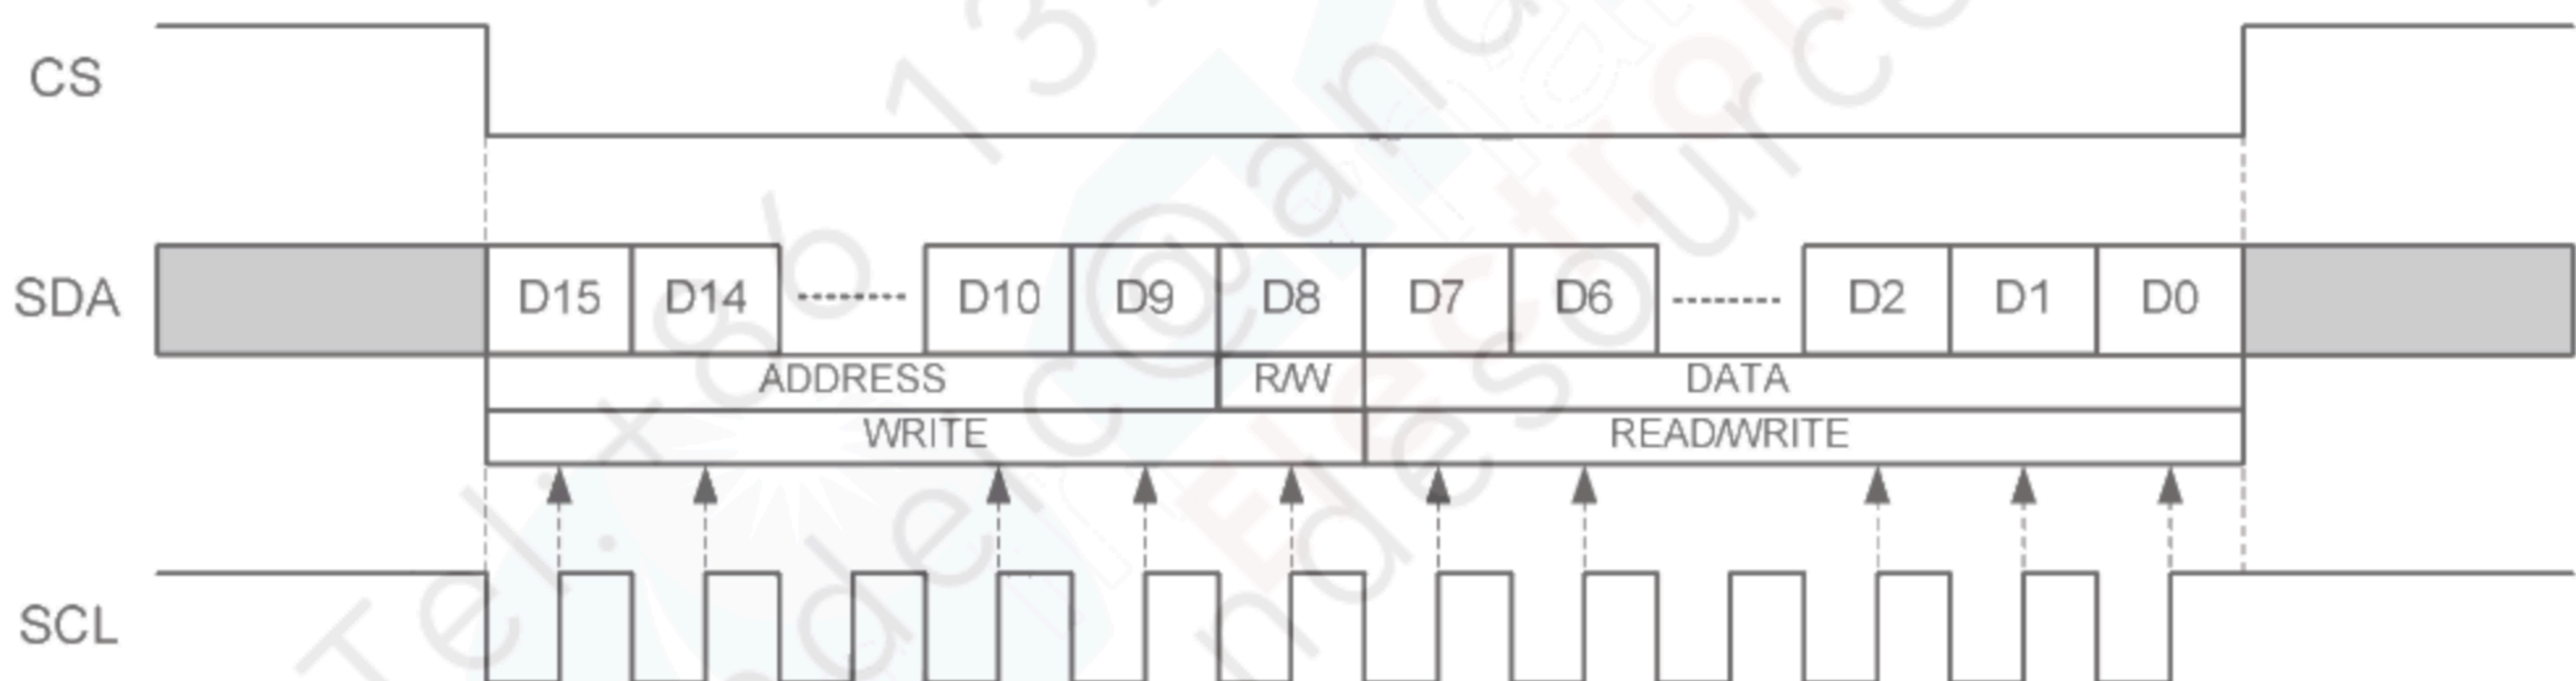 CS
SDA D15 D14 -------- D10 D9 D8 D7 D6 -------- D2 D1 D0
ADDRESS R/W DATA
WRITE READ/WRITE
SCL